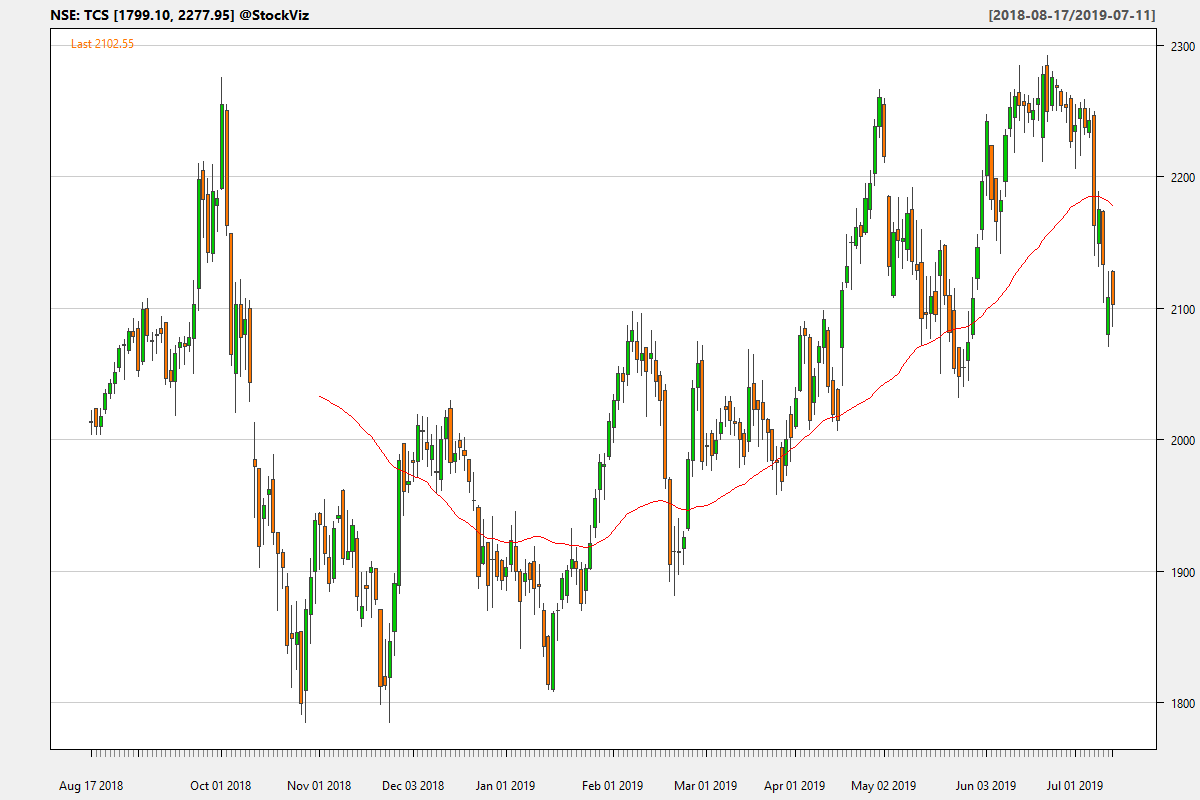 NSE: TCS [1799.10, 2277.95] @StockViz [2018-08-17/2019-07-11]
Last 2102.55
2300
2200
2100
2000
1900
1800
Aug 17 2018 Oct 01 2018 Nov 01 2018 Dec 03 2018 Jan 01 2019 Feb 01 2019 Mar 01 2019 Apr 01 2019 May 02 2019 Jun 03 2019 Jul 01 2019